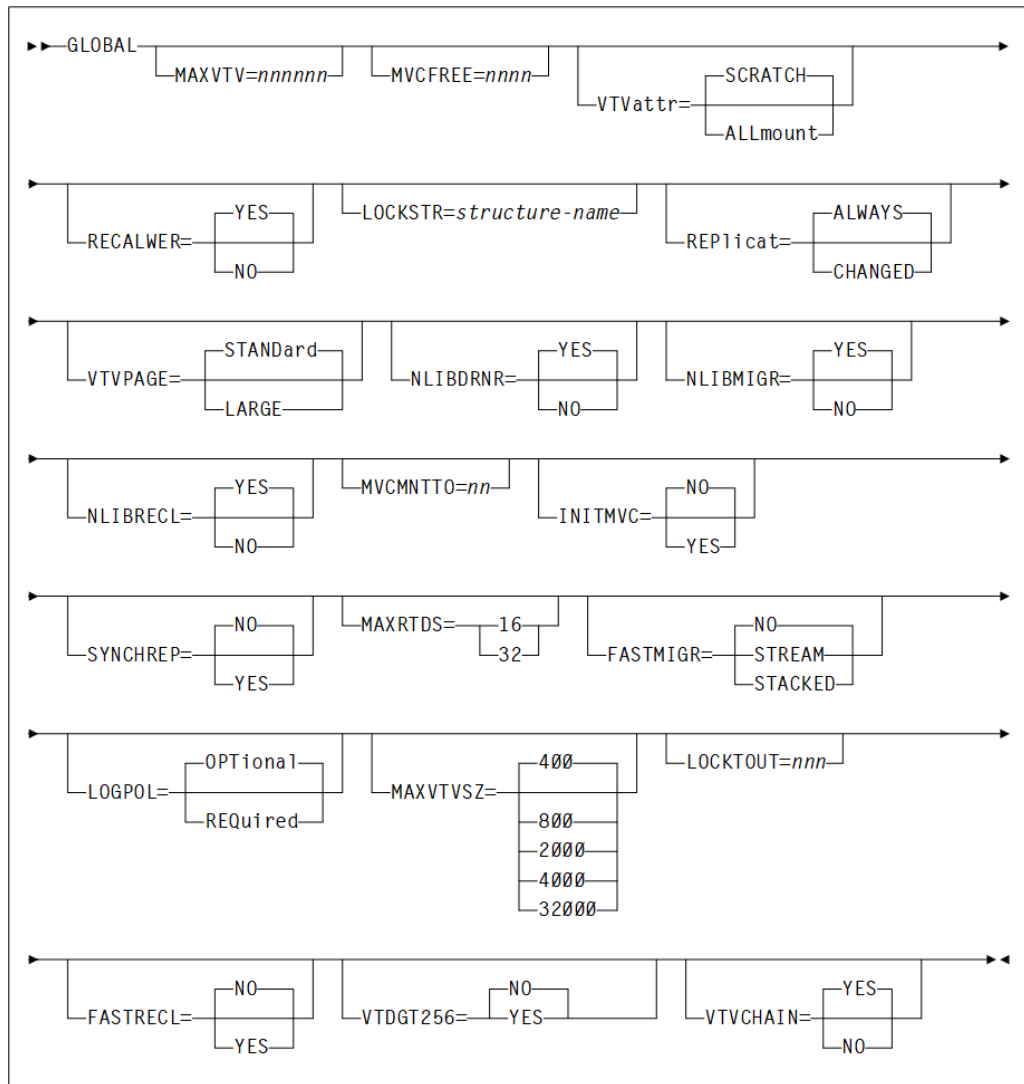 GLOBAL
MAXVTV=nnnnnn
MVCFREE=nnnn
SCRATCH
VTVattr=
ALLmount
YES
RECALWER=
NO
LOCKSTR=structure-name
ALWAYS
REPlicat=
CHANGED
STANDard
VTVPAGE=
LARGE
YES
NLIBDRNR=
NO
YES
NLIBMIGR=
NO
YES
NLIBRECL=
NO
MVCMNTTO=nn
NO
INITMVC=
YES
NO
SYNCHREP=
YES
MAXRTDS=
16
32
NO
FASTMIGR=
STREAM
STACKED
OPTional
LOGPOL=
REQuired
400
MAXVTVSZ=
800
2000
4000
32000
LOCKTOUT=nnn
NO
FASTRECL=
YES
NO
VTDGT256=
YES
YES
VTVCHAIN=
NO